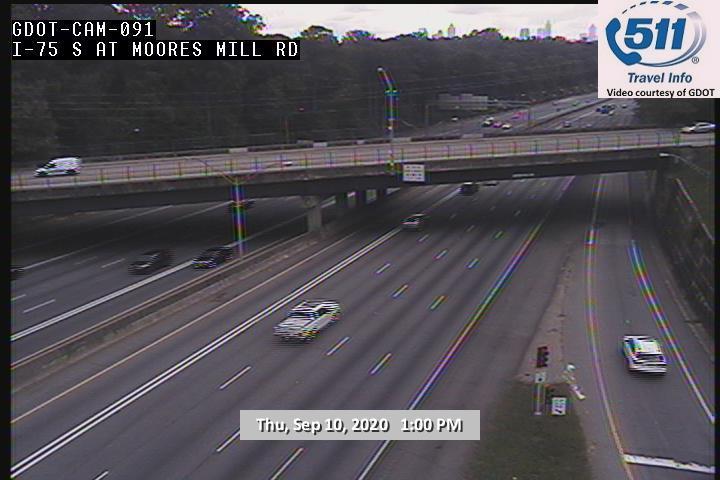 GDOT-CAM-091
I-75 S AT MOORES MILL RD
511
Travel Info
Video courtesy of GDOT
Thu, Sep 10, 2020 1:00 PM